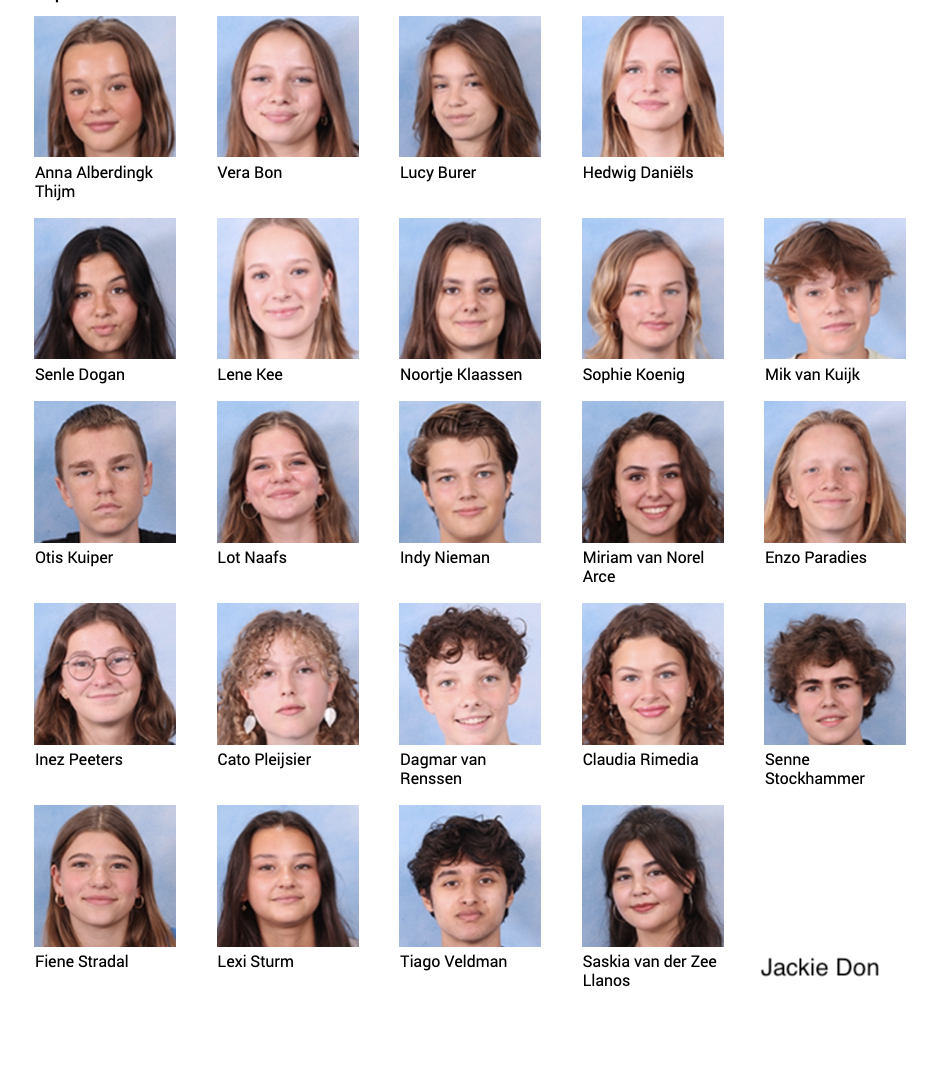 Anna Alberdingk
Thijm
Vera Bon
Lucy Burer
Hedwig Daniëls
Senle Dogan
Lene Kee
Noortje Klaassen
Sophie Koenig
Mik van Kuijk
Otis Kuiper
Lot Naafs
Indy Nieman
Miriam van Norel
Arce
Enzo Paradies
Inez Peeters
Cato Pleijsier
Dagmar van
Renssen
Claudia Rimedia
Senne
Stockhammer
Fiene Stradal
Lexi Sturm
Tiago Veldman
Saskia van der Zee
Llanos
Jackie Don